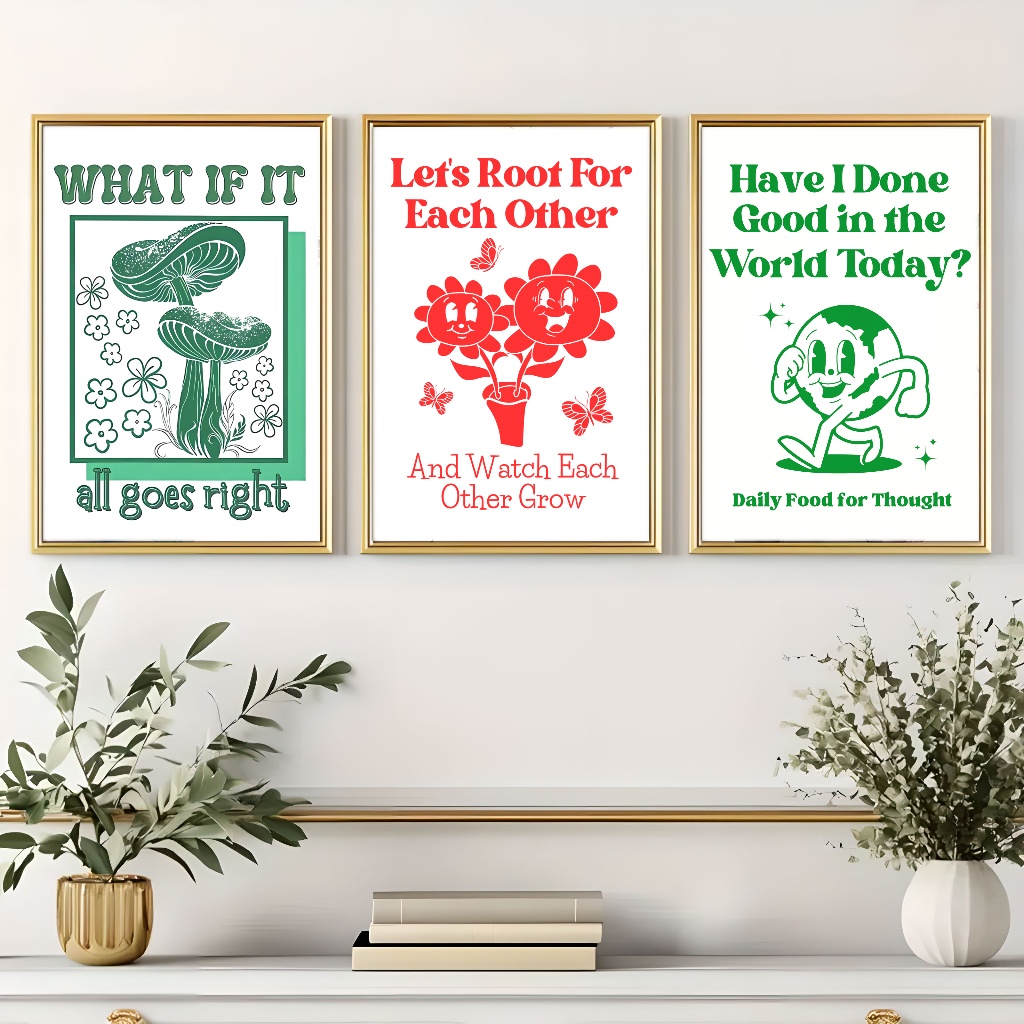 WHAT IF IT
all goes right
Let's Root For
Each Other
And Watch Each
Other Grow
Have I Done
Good in the
World Today?
Daily Food for Thought